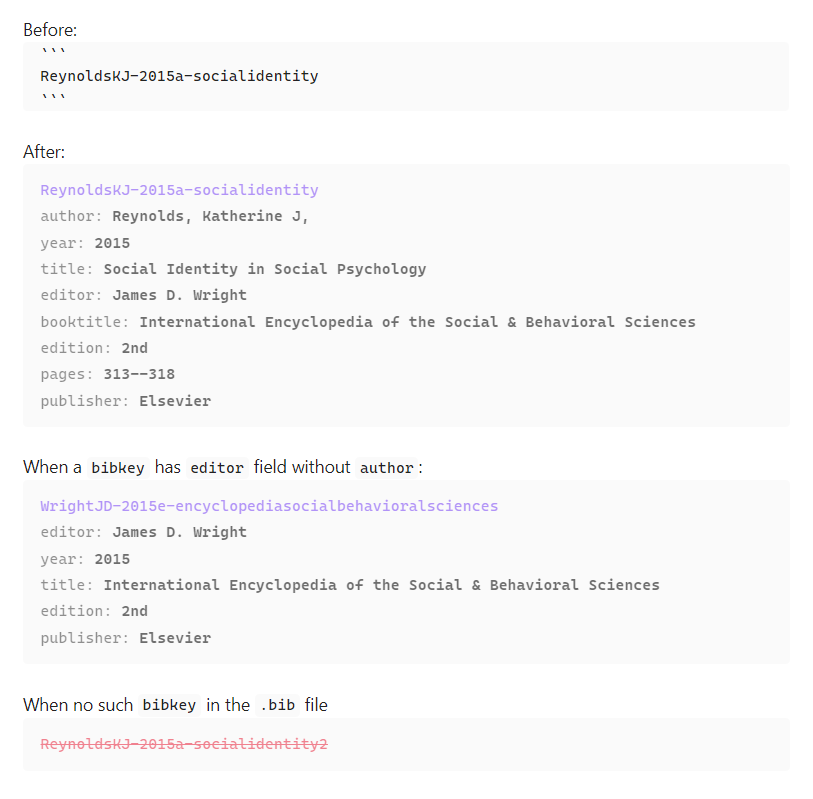 Before:
```
ReynoldsKJ-2015a-socialidentity
```
After:
ReynoldsKJ-2015a-socialidentity
author: Reynolds, Katherine J,
year: 2015
title: Social Identity in Social Psychology
editor: James D. Wright
booktitle: International Encyclopedia of the Social & Behavioral Sciences
edition: 2nd
pages: 313--318
publisher: Elsevier
When a bibkey has editor field without author:
WrightJD-2015e-encyclopediasocialbehavioralsciences
editor: James D. Wright
year: 2015
title: International Encyclopedia of the Social & Behavioral Sciences
edition: 2nd
publisher: Elsevier
When no such bibkey in the .bib file
ReynoldsKJ-2015a-socialidentity2